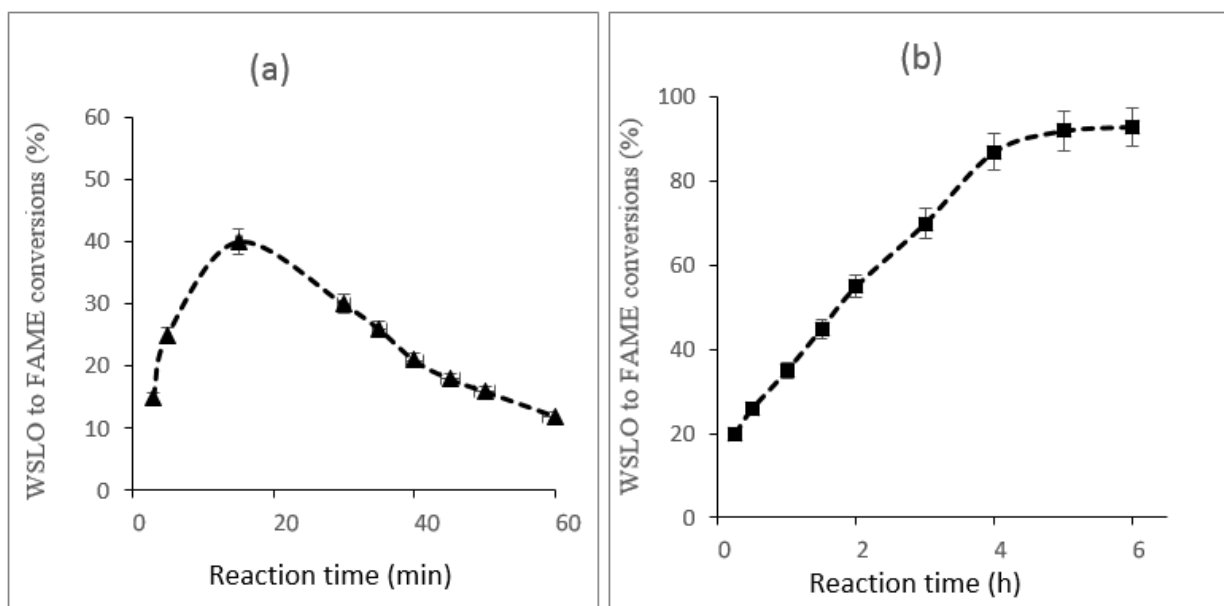 (a)
WSLO to FAME conversions (%)
60
50
40
30
20
10
0
0 20 40 60
Reaction time (min)
(b)
WSLO to FAME conversions (%)
100
80
60
40
20
0
0 2 4 6
Reaction time (h)